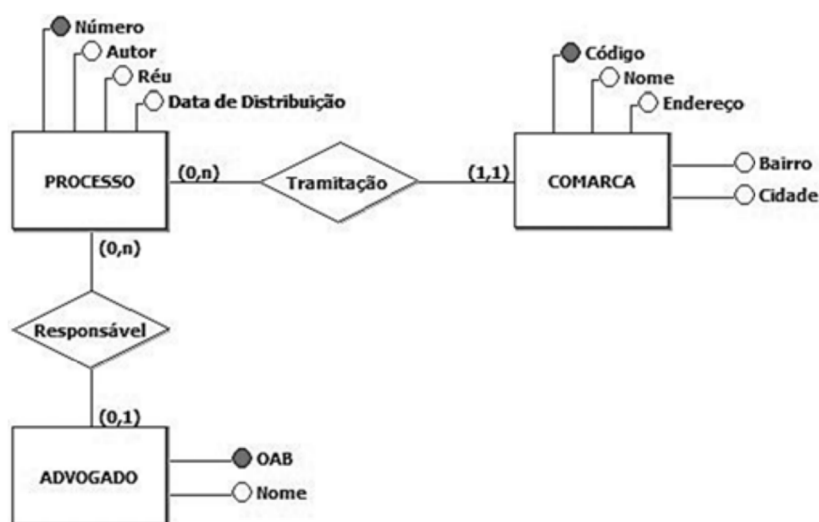 Número
Autor
Réu
Data de Distribuição
Código
Nome
Endereço
PROCESSO
(0,n)
Tramitação
(1,1)
COMARCA
Bairro
Cidade
(0,n)
Responsável
(0,1)
ADVOGADO
OAB
Nome